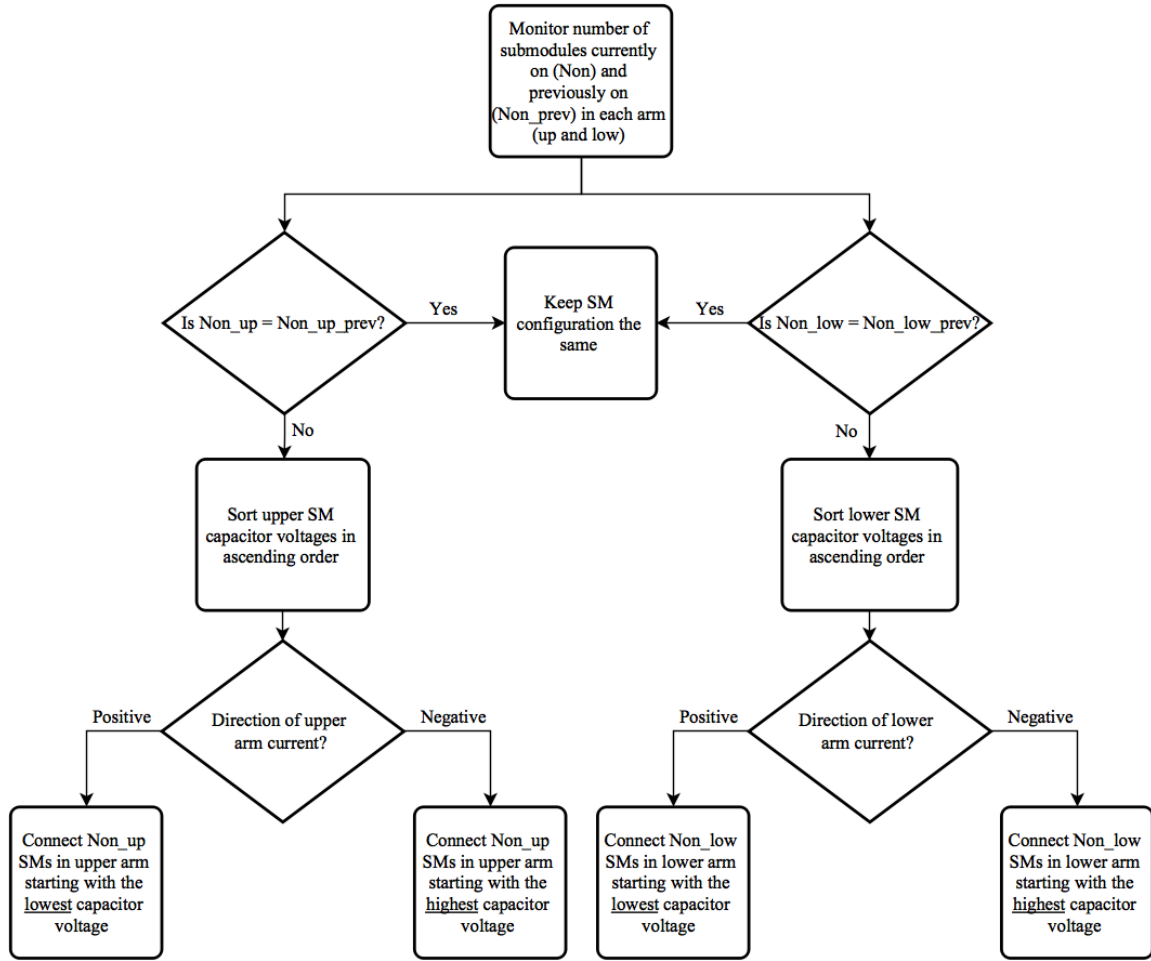 Monitor number of
submodules currently
on (Non) and
previously on
(Non_prev) in each arm
(up and low)
Is Non_up = Non_up_prev?
Yes
Keep SM
configuration the
same
Yes
Is Non_low = Non_low_prev?
No
No
Sort upper SM
capacitor voltages in
ascending order
Sort lower SM
capacitor voltages in
ascending order
Positive
Direction of upper
arm current?
Negative
Positive
Direction of lower
arm current?
Negative
Connect Non_up
SMs in upper arm
starting with the
lowest capacitor
voltage
Connect Non_up
SMs in upper arm
starting with the
highest capacitor
voltage
Connect Non_low
SMs in lower arm
starting with the
lowest capacitor
voltage
Connect Non_low
SMs in lower arm
starting with the
highest capacitor
voltage